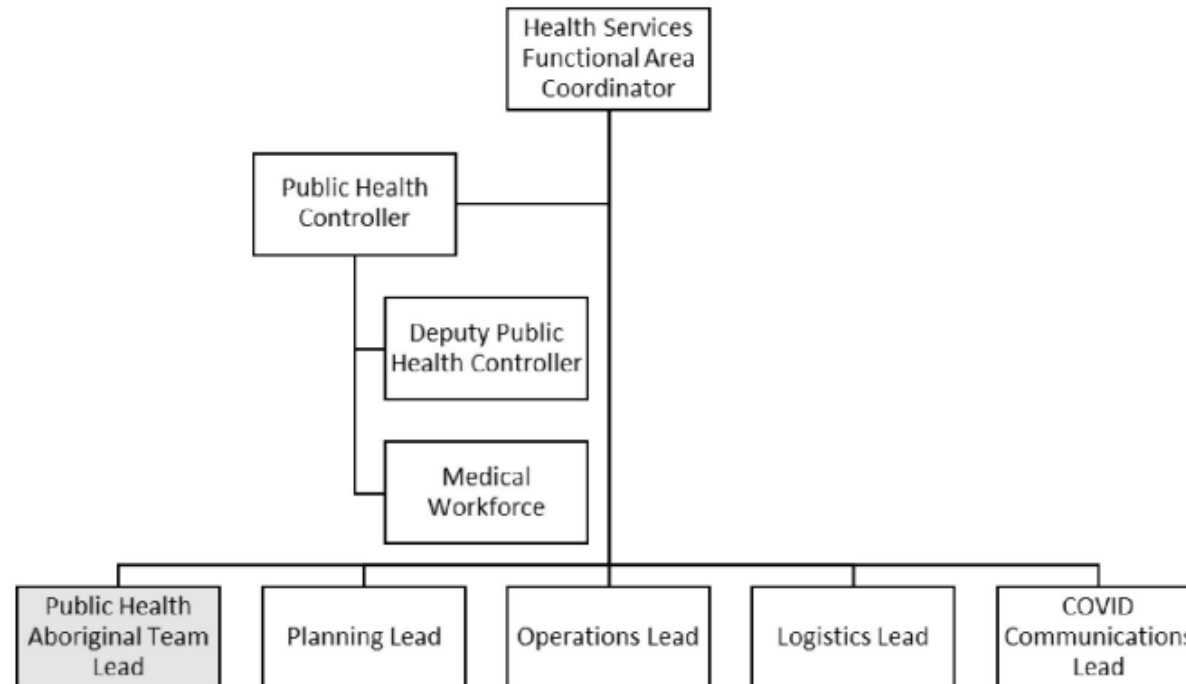 Health Services
Functional Area
Coordinator
Public Health
Controller
Deputy Public
Health Controller
Medical
Workforce
Public Health
Aboriginal Team
Lead
Planning Lead
Operations Lead
Logistics Lead
COVID
Communications
Lead